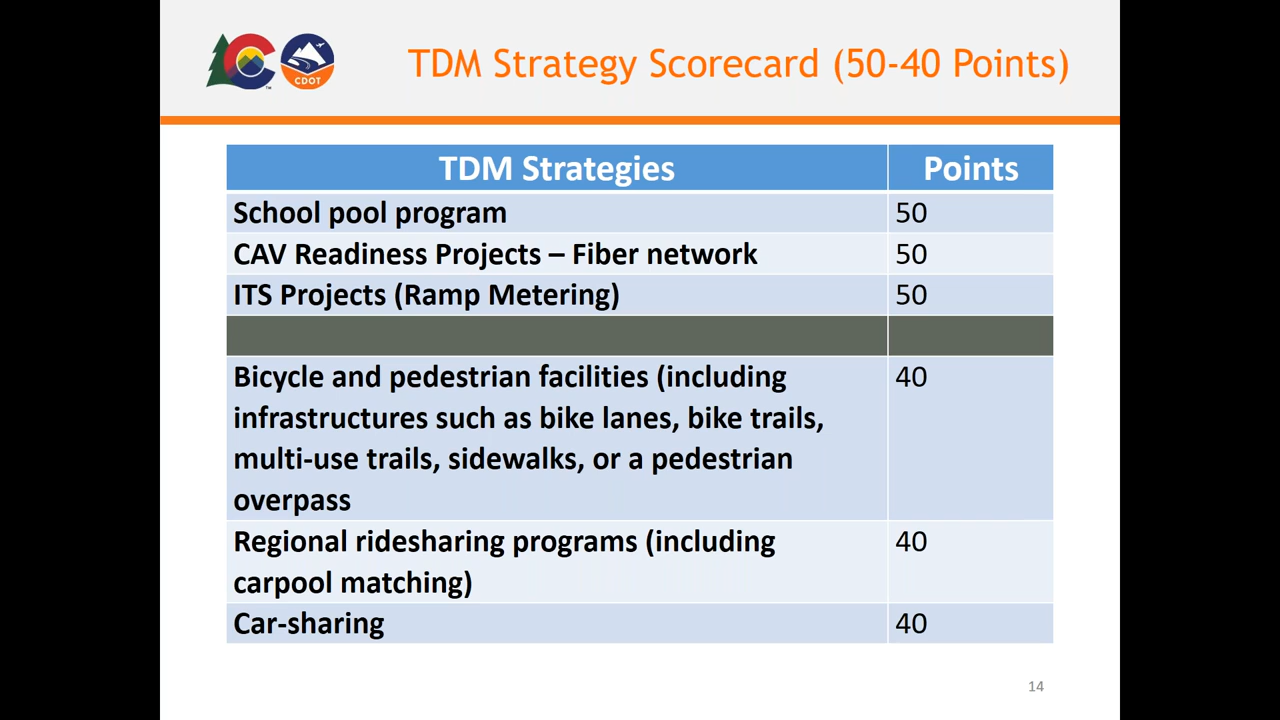 CDOT
TDM Strategy Scorecard (50-40 Points)
TDM Strategies Points
School pool program 50
CAV Readiness Projects – Fiber network 50
ITS Projects (Ramp Metering) 50
Bicycle and pedestrian facilities (including 40
infrastructures such as bike lanes, bike trails,
multi-use trails, sidewalks, or a pedestrian
overpass
Regional ridesharing programs (including 40
carpool matching)
Car-sharing 40
14